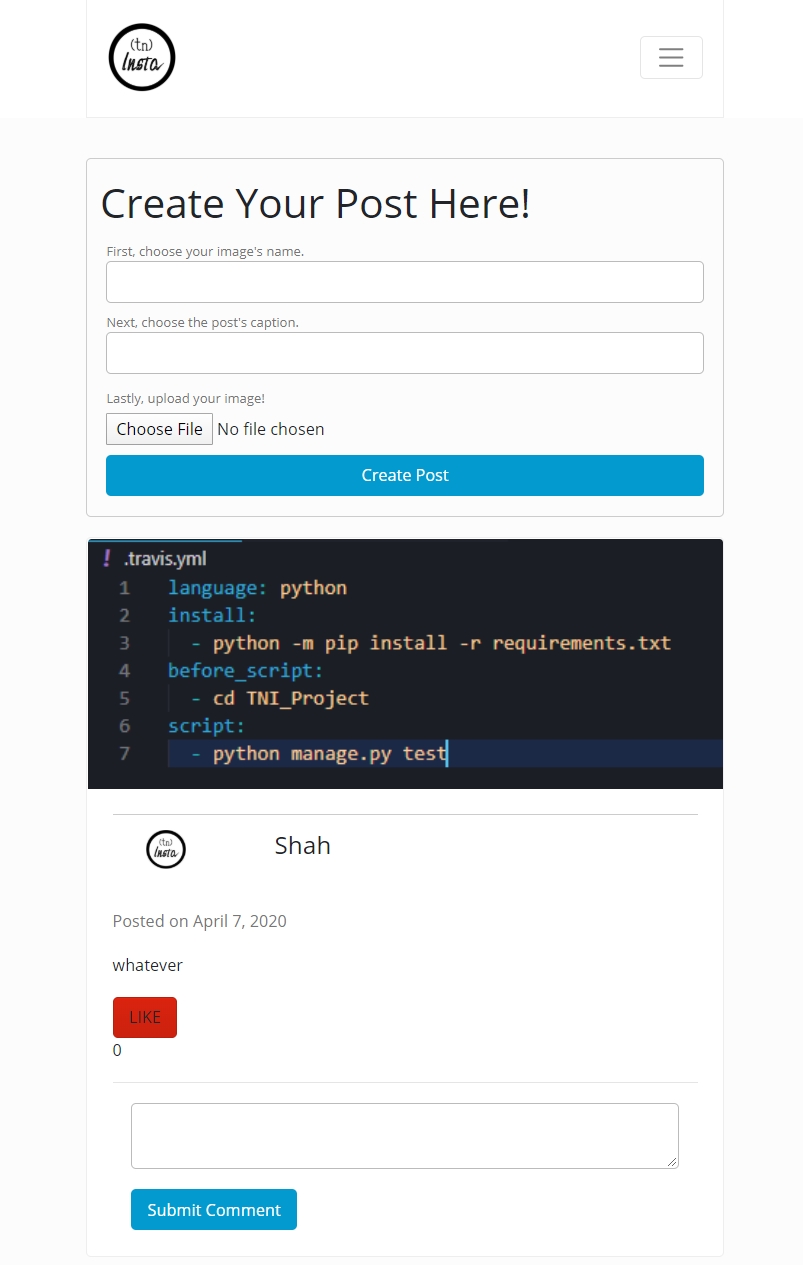 (tn)
Insta
Create Your Post Here!
First, choose your image's name.
Next, choose the post's caption.
Lastly, upload your image!
Choose File No file chosen
Create Post
! .travis.yml
1 language: python
2 install:
3 - python -m pip install -r requirements.txt
4 before_script:
5 - cd TNI_Project
6 script:
7 - python manage.py test
(tn)
Insta
Shah
Posted on April 7, 2020
whatever
LIKE
0
Submit Comment